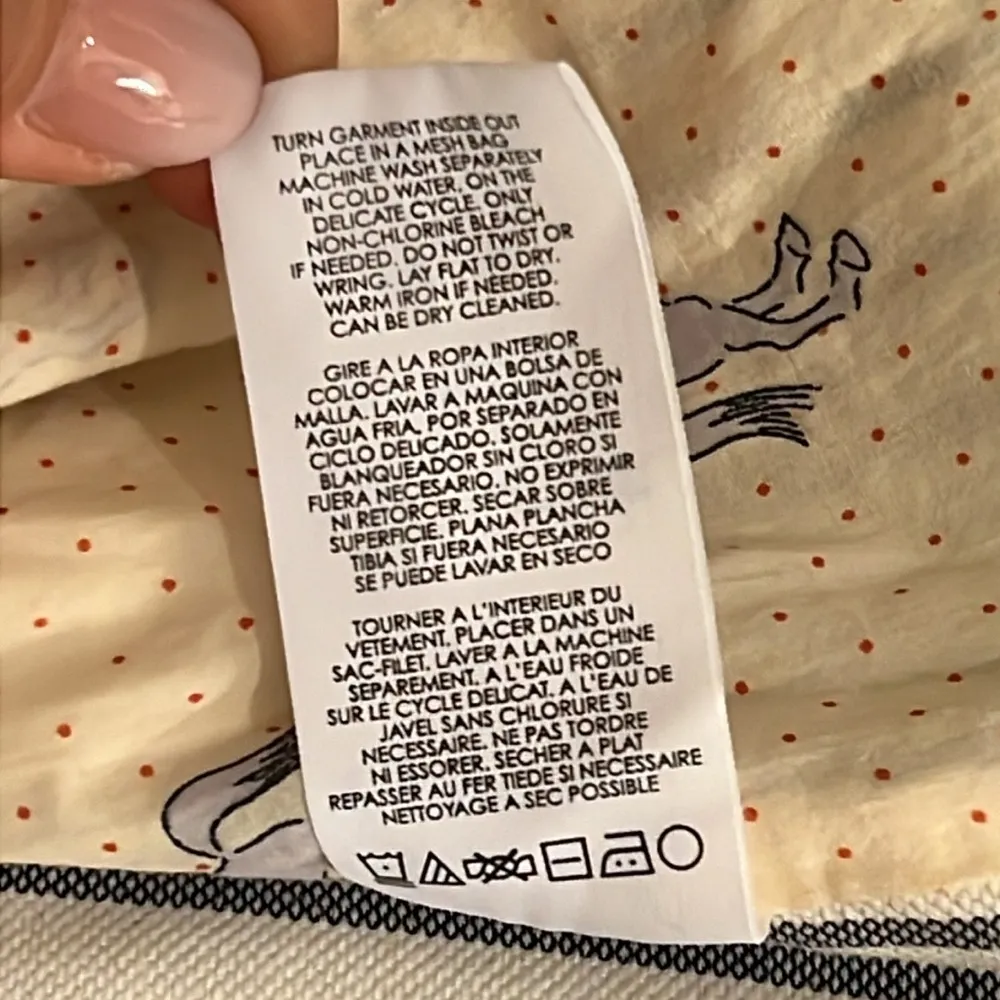 TURN GARMENT INSIDE OUT
PLACE IN A MESH BAG
MACHINE WASH SEPARATELY
IN COLD WATER. ON THE
DELICATE CYCLE. ONLY
NON-CHLORINE BLEACH
IF NEEDED. DO NOT TWIST OR
WRING. LAY FLAT TO DRY.
WARM IRON IF NEEDED.
CAN BE DRY CLEANED.
GIRE A LA ROPA INTERIOR
COLOCAR EN UNA BOLSA DE
MALLA. LAVAR A MAQUINA CON
AGUA FRIA. POR SEPARADO EN
CICLO DELICADO. SOLAMENTE
BLANQUEADOR SIN CLORO SI
FUERA NECESARIO. NO EXPRIMIR
NI RETORCER. SECAR SOBRE
SUPERFICIE. PLANA PLANCHA
TIBIA SI FUERA NECESARIO
SE PUEDE LAVAR EN SECO
TOURNER A L'INTERIEUR DU
VETEMENT. PLACER DANS UN
SAC-FILET. LAVER A LA MACHINE
SEPAREMENT. A L'EAU FROIDE
SUR LE CYCLE DELICAT. A L'EAU DE
JAVEL SANS CHLORURE SI
NECESSAIRE. NE PAS TORDRE
NI ESSORER. SECHER A PLAT
REPASSER AU FER TIEDE SI NECESSAIRE
NETTOYAGE A SEC POSSIBLE